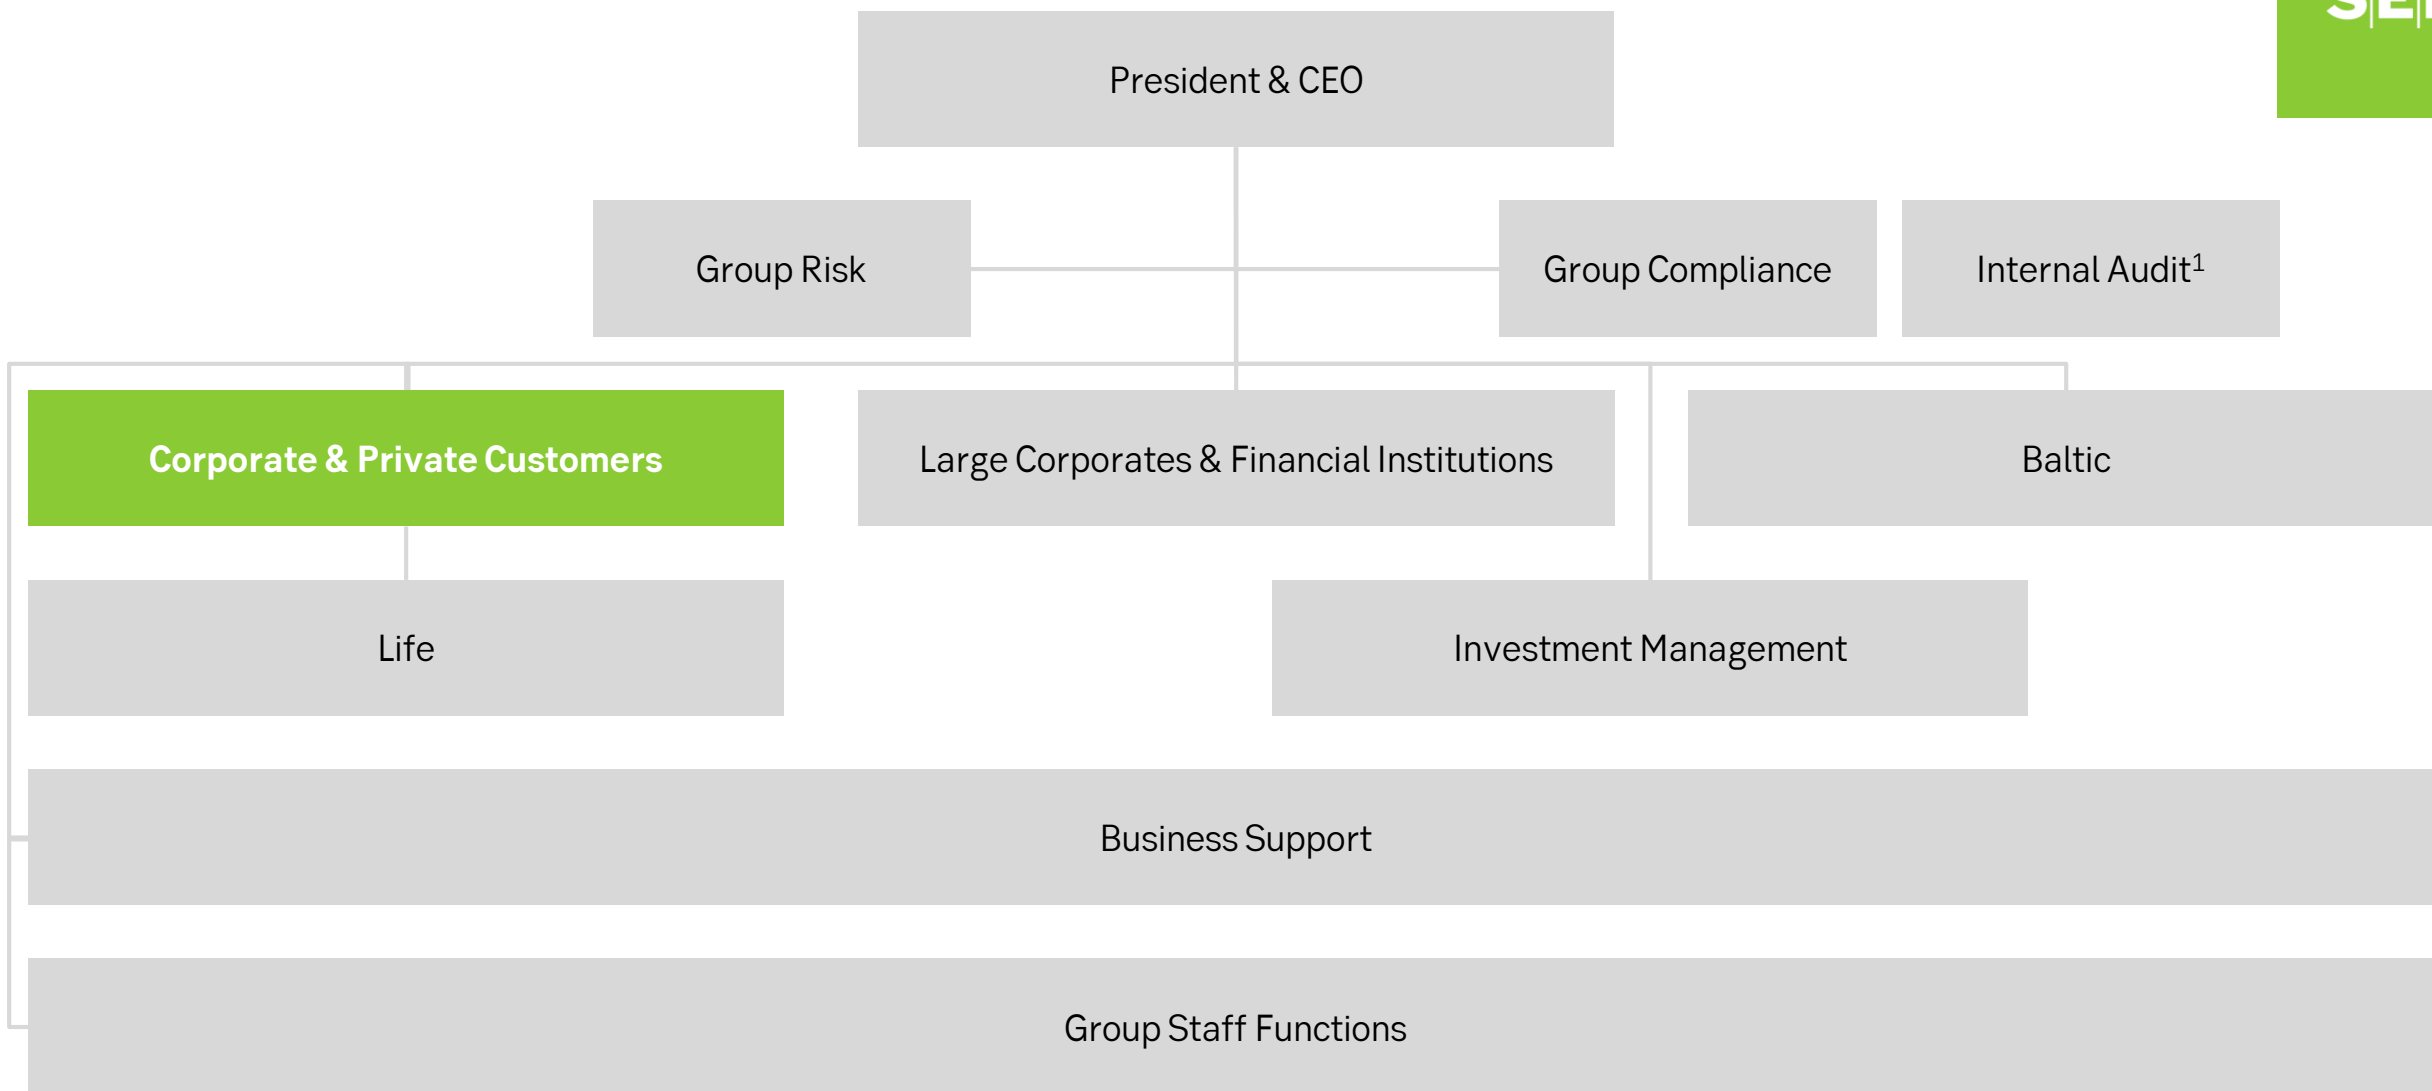 President & CEO
Group Risk
Group Compliance
Internal Audit¹
Corporate & Private Customers
Large Corporates & Financial Institutions
Baltic
Life
Investment Management
Business Support
Group Staff Functions